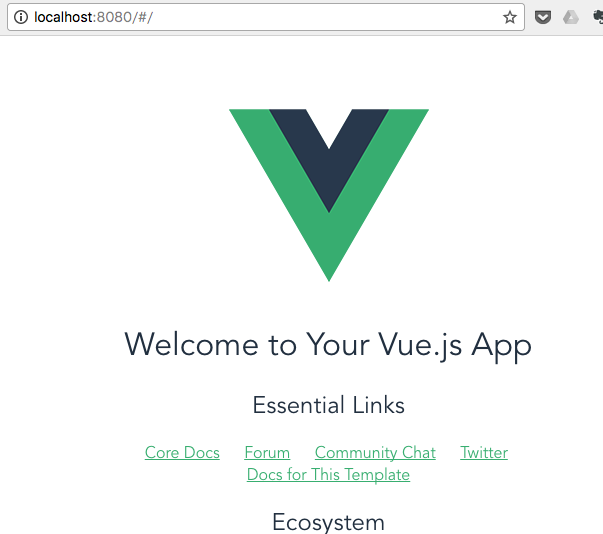 localhost:8080/#/
Welcome to Your Vue.js App
Essential Links
Core Docs Forum Community Chat Twitter
Docs for This Template
Ecosystem